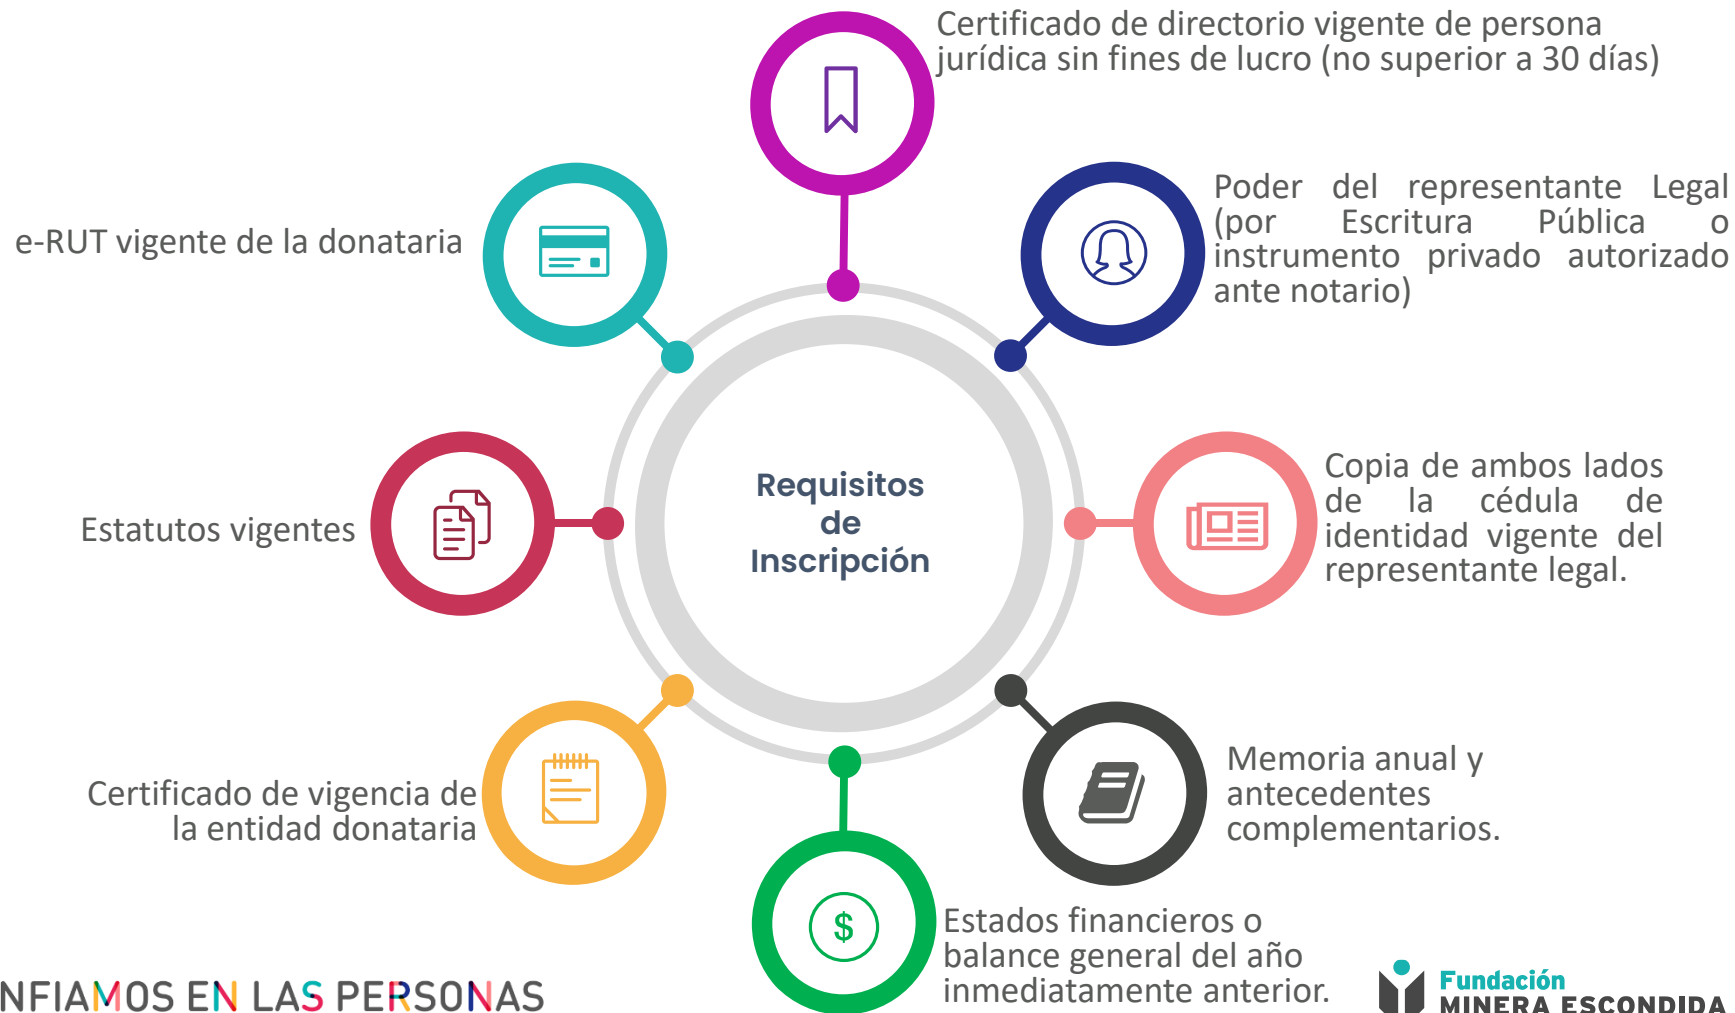 Certificado de directorio vigente de persona
jurídica sin fines de lucro (no superior a 30 días)
Poder del representante Legal
(por Escritura Pública o
instrumento privado autorizado
ante notario)
e-RUT vigente de la donataria
Requisitos
de
Inscripción
Copia de ambos lados
de la cédula de
identidad vigente del
representante legal.
Estatutos vigentes
Memoria anual y
antecedentes
complementarios.
Certificado de vigencia de
la entidad donataria
$
Estados financieros o
balance general del año
inmediatamente anterior.
NFIAMOS EN LAS PERSONAS
Fundación
MINERA ESCONDIDA